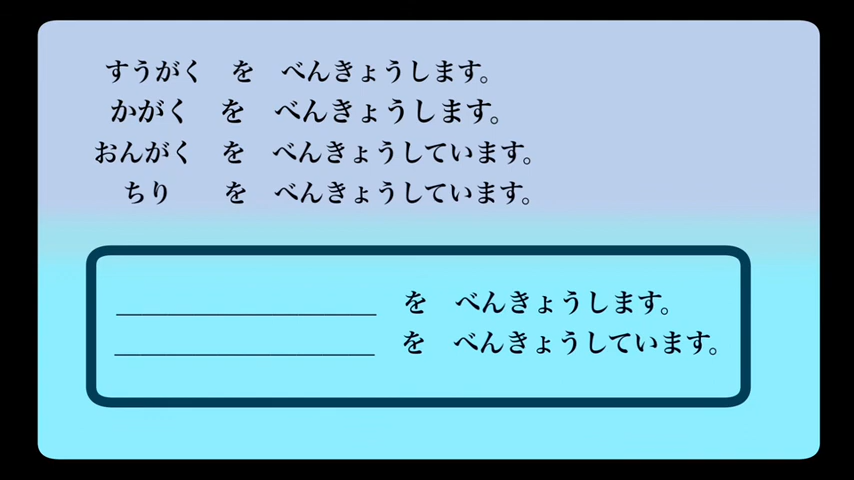 すうがく を べんきょうします。
かがく を べんきょうします。
おんがく を べんきょうしています。
ちり を べんきょうしています。
____________________ を べんきょうします。
____________________ を べんきょうしています。